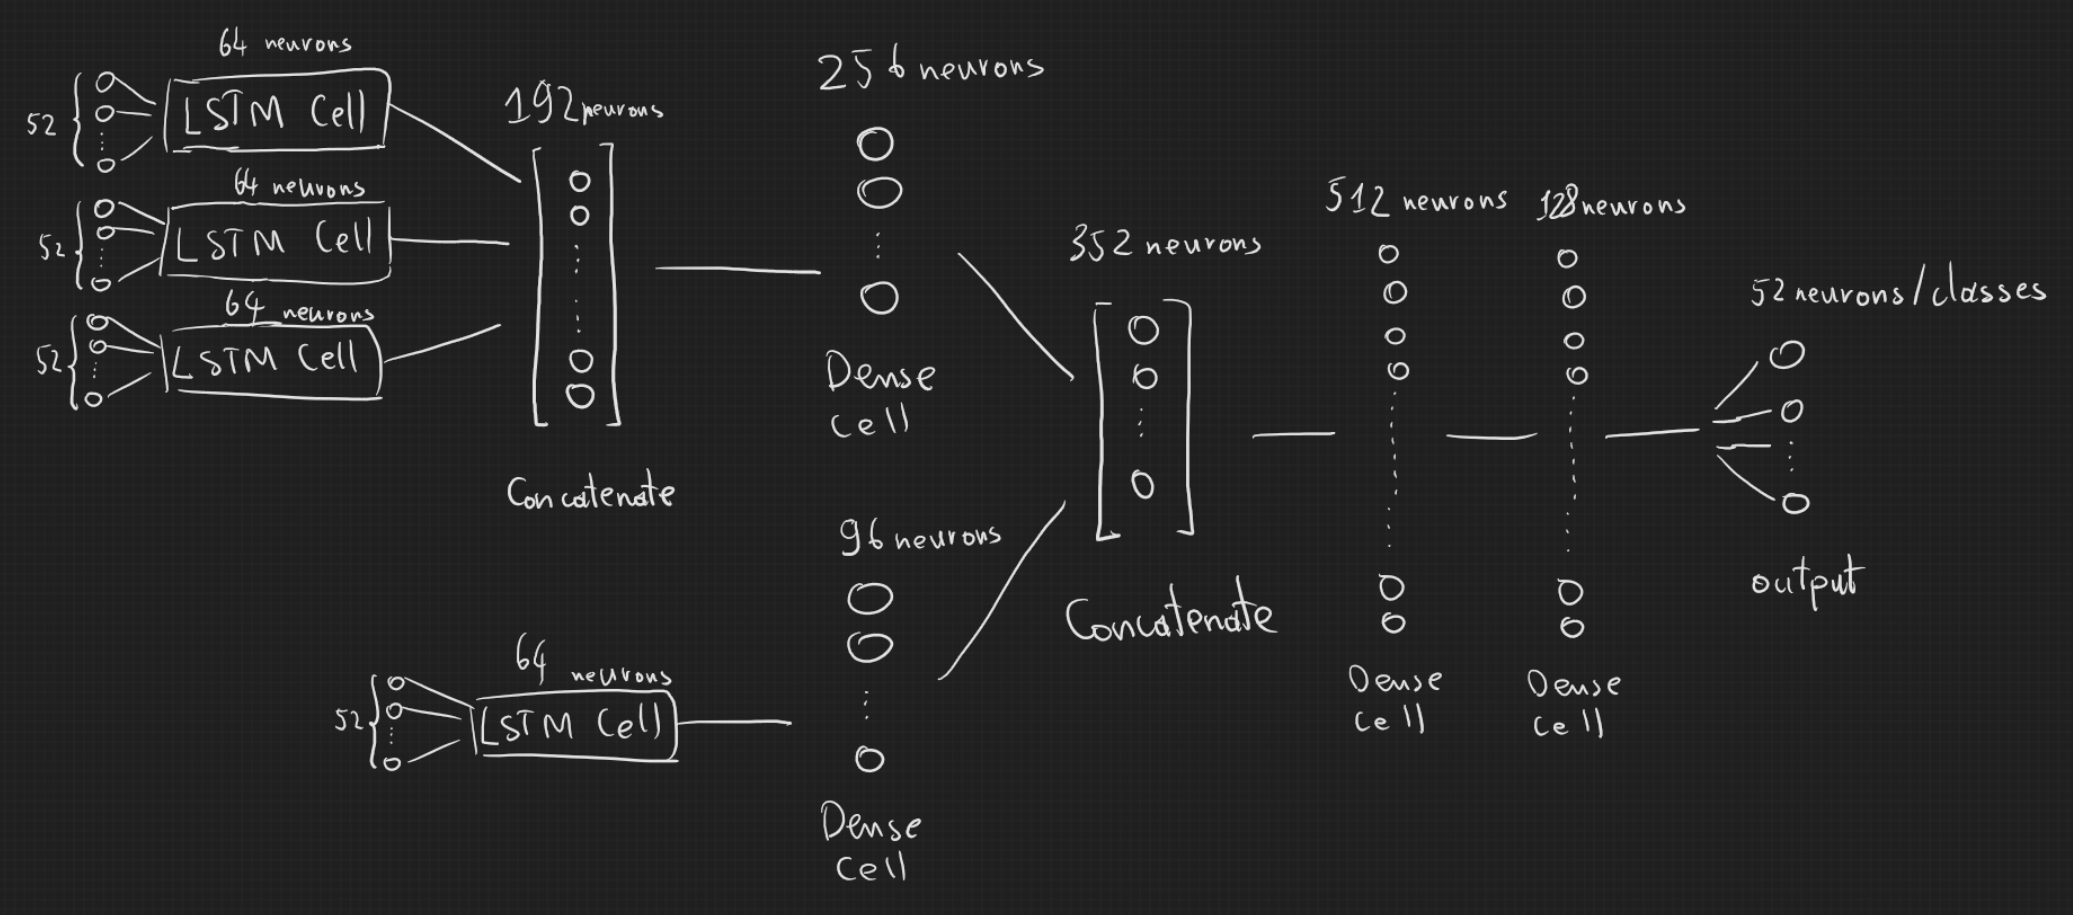 64 neurons
52
LSTM Cell
64 neurons
52
LSTM Cell
64 neurons
52
LSTM Cell
192 neurons
Concatenate
256 neurons
Dense
Cell
64 neurons
52
LSTM Cell
96 neurons
Dense
Cell
352 neurons
Concatenate
512 neurons
Dense
Cell
128 neurons
Dense
Cell
52 neurons/classes
output